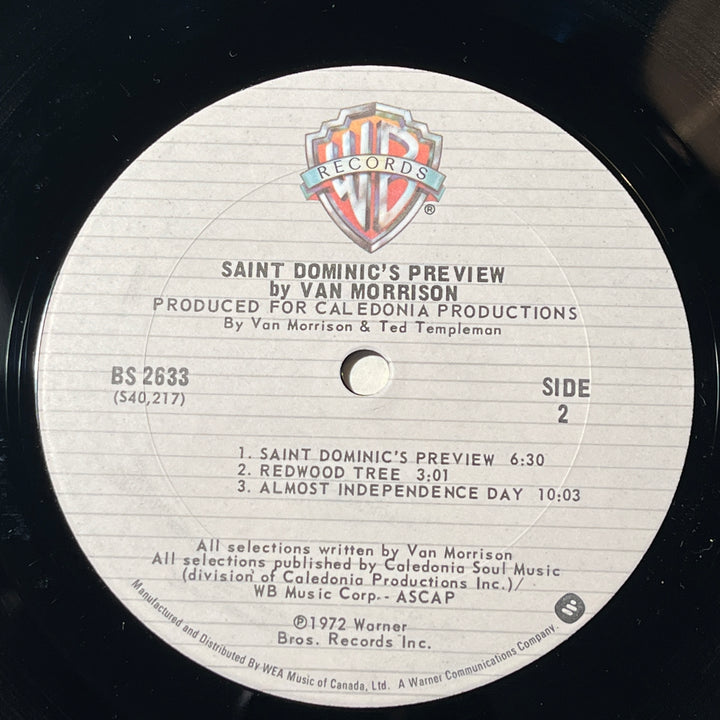 WB
RECORDS
®
SAINT DOMINIC'S PREVIEW
by VAN MORRISON
PRODUCED FOR CALEDONIA PRODUCTIONS
By Van Morrison & Ted Templeman
BS 2633
(S40,217)
SIDE
2
1. SAINT DOMINIC'S PREVIEW 6:30
2. REDWOOD TREE 3:01
3. ALMOST INDEPENDENCE DAY 10:03
All selections written by Van Morrison
All selections published by Caledonia Soul Music
(division of Caledonia Productions Inc.)/
WB Music Corp.- ASCAP
℗1972 Warner
Bros. Records Inc.
Manufactured and Distributed By WEA Music of Canada, Ltd. A Warner Communications Company.